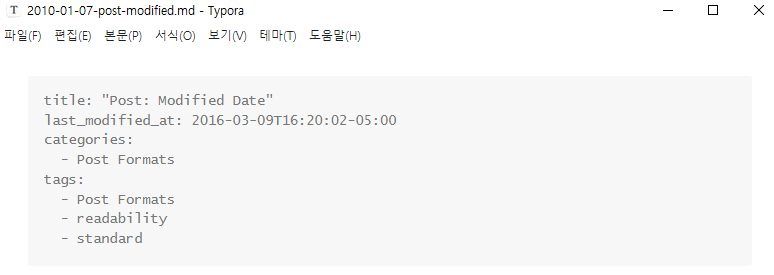 T 2010-01-07-post-modified.md - Typora
파일(F) 편집(E) 본문(P) 서식(O) 보기(V) 테마(T) 도움말(H)
title: "Post: Modified Date"
last_modified_at: 2016-03-09T16:20:02-05:00
categories:
  - Post Formats
tags:
  - Post Formats
  - readability
  - standard